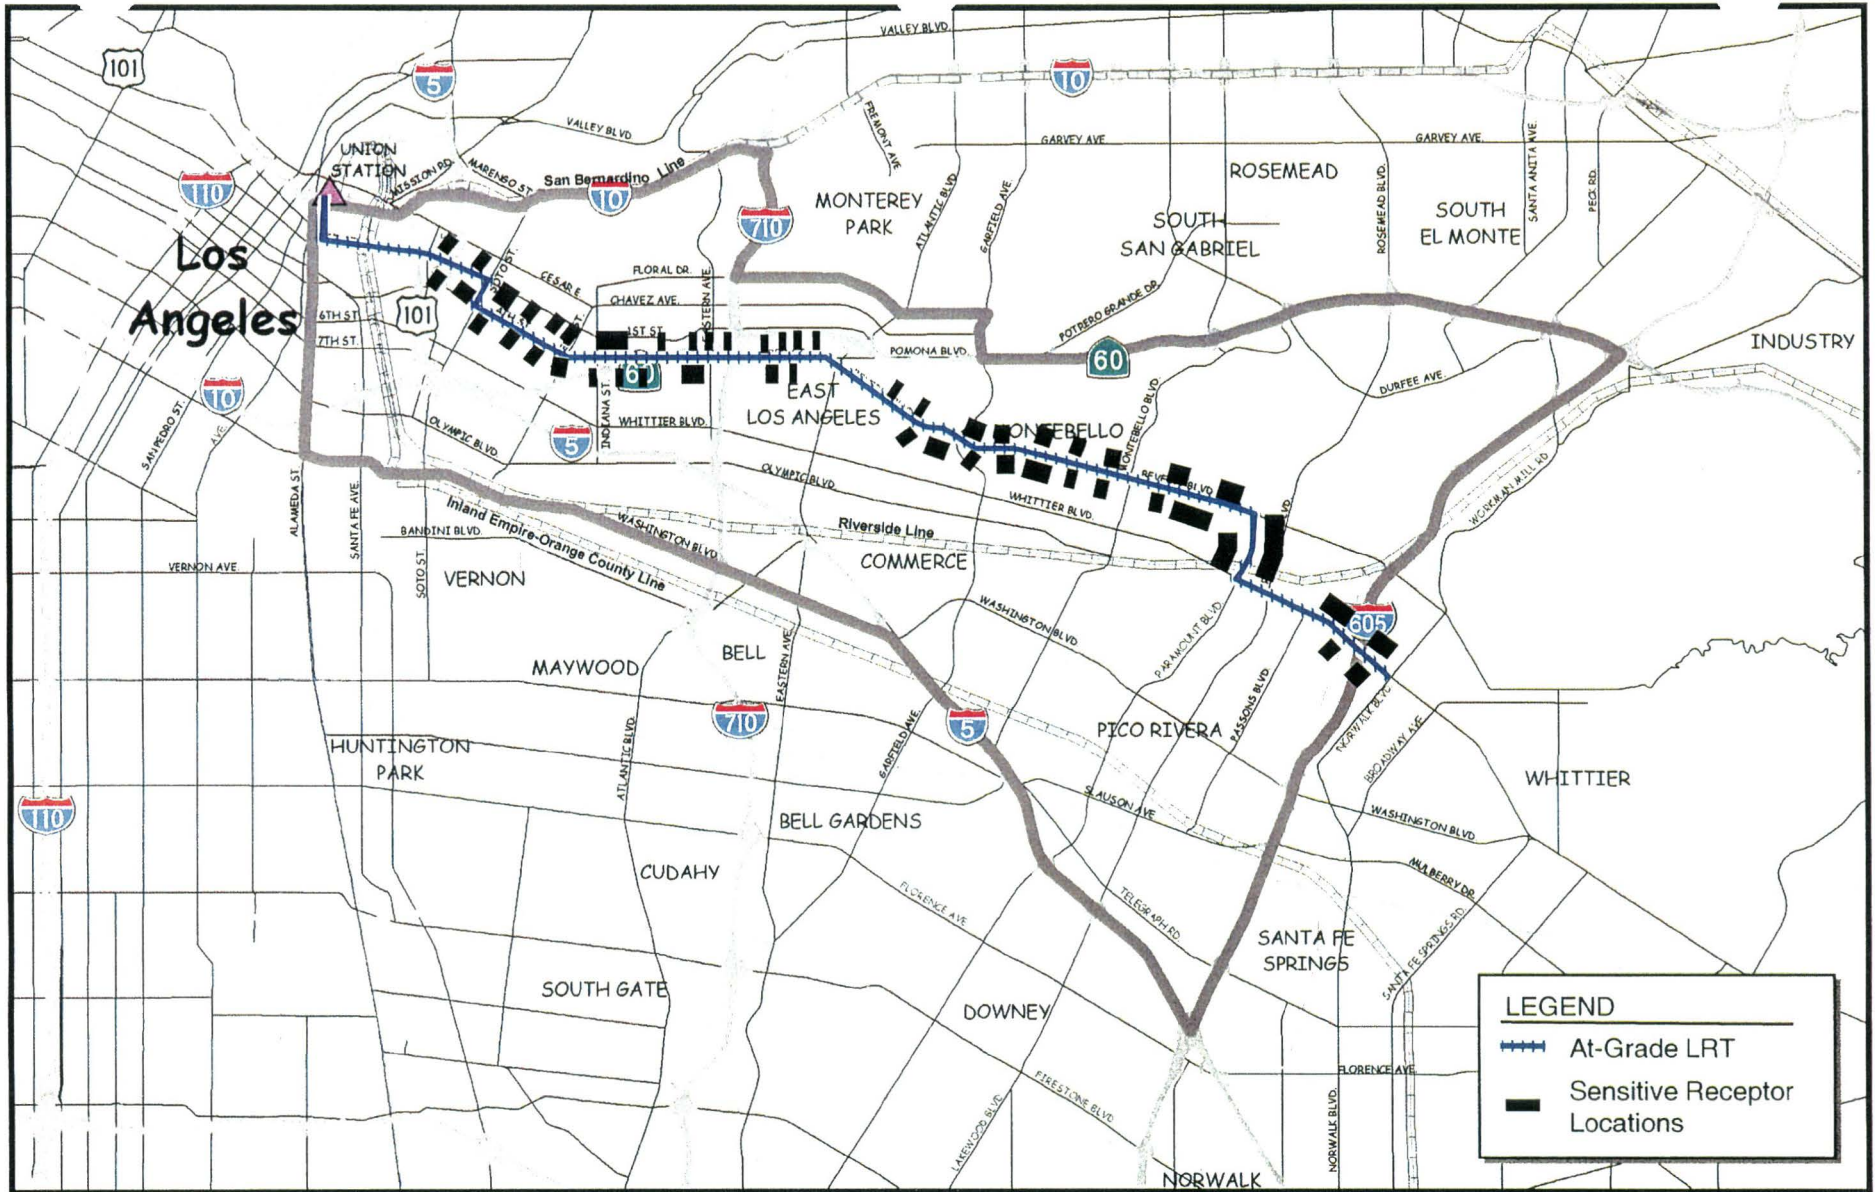 VALLEY BLVD.
101
5
10
FREMONT AVE
VALLEY BLVD
GARVEY AVE
GARVEY AVE.
SANTA ANITA AVE.
UNION
STATION
MISSION RD.
MARENGO ST
San Bernardino Line
10
110
ROSEMEAD
ROSEMEAD BLVD.
PECK RD.
MONTEREY
PARK
ATLANTIC BLVD
GARFIELD AVE.
710
SOUTH
SAN GABRIEL
SOUTH
EL MONTE
Los
Angeles
SOTO ST.
CESAR E.
FLORAL DR.
CHAVEZ AVE.
EASTERN AVE.
POTRERO GRANDE DR.
101
6TH ST.
7TH ST.
4TH ST.
1ST ST.
60
POMONA BLVD.
60
INDUSTRY
DURFEE AVE.
10
SAN PEDRO ST.
AVE.
EAST
LOS ANGELES
INDIANA ST.
WHITTIER BLVD.
OLYMPIC BLVD
5
MONTEBELLO
MONTEBELLO BLVD.
BEVERLY BLVD
OLYMPIC BLVD.
WHITTIER BLVD.
WORKMAN MILL RD
ALAMEDA ST
SANTA FE AVE.
BANDINI BLVD.
Inland Empire-Orange County Line
WASHINGTON BLVD
Riverside Line
COMMERCE
VERNON AVE.
SOTO ST.
VERNON
WASHINGTON BLVD
PARAMOUNT BLVD
605
MAYWOOD
BELL
EASTERN AVE.
PASSONS BLVD.
NORWALK BLVD
BROADWAY AVE
710
5
PICO RIVERA
HUNTINGTON
PARK
ATLANTIC BLVD.
GARFIELD AVE.
WHITTIER
110
BELL GARDENS
SLAUSON AVE
WASHINGTON BLVD
CUDAHY
MULBERRY DR.
FLORENCE AVE
TELEGRAPH RD.
SANTA FE
SPRINGS
SANTA FE SPRINGS RD.
SOUTH GATE
DOWNEY
FLORENCE AVE.
FIRESTONE BLVD
LAKEWOOD BLVD
NORWALK BLVD.
NORWALK
LEGEND
At-Grade LRT
Sensitive Receptor
Locations